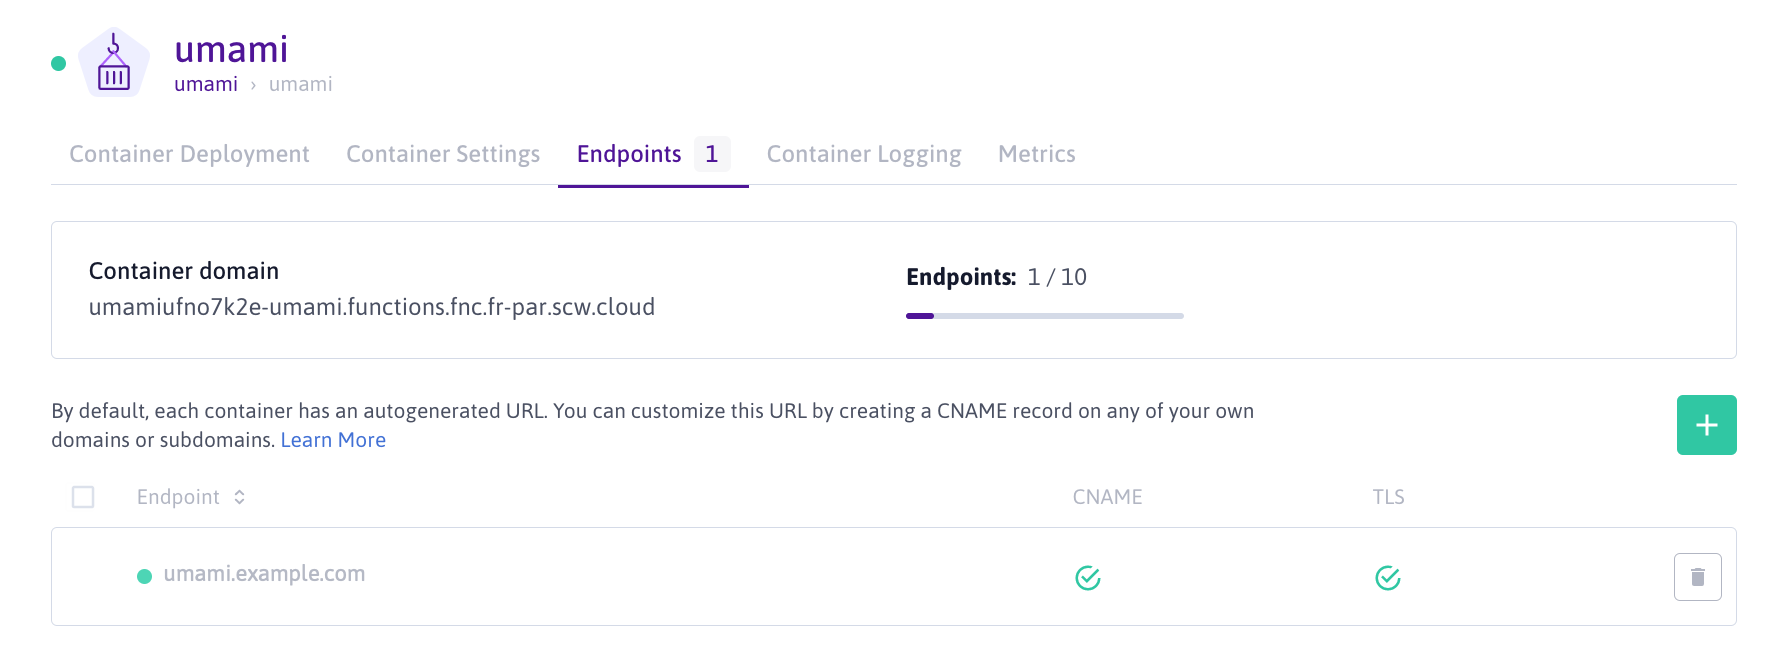 umami
umami › umami
Container Deployment Container Settings Endpoints 1 Container Logging Metrics
Container domain
umamiufno7k2e-umami.functions.fnc.fr-par.scw.cloud
Endpoints: 1 / 10
By default, each container has an autogenerated URL. You can customize this URL by creating a CNAME record on any of your own
domains or subdomains. Learn More
Endpoint CNAME TLS
umami.example.com